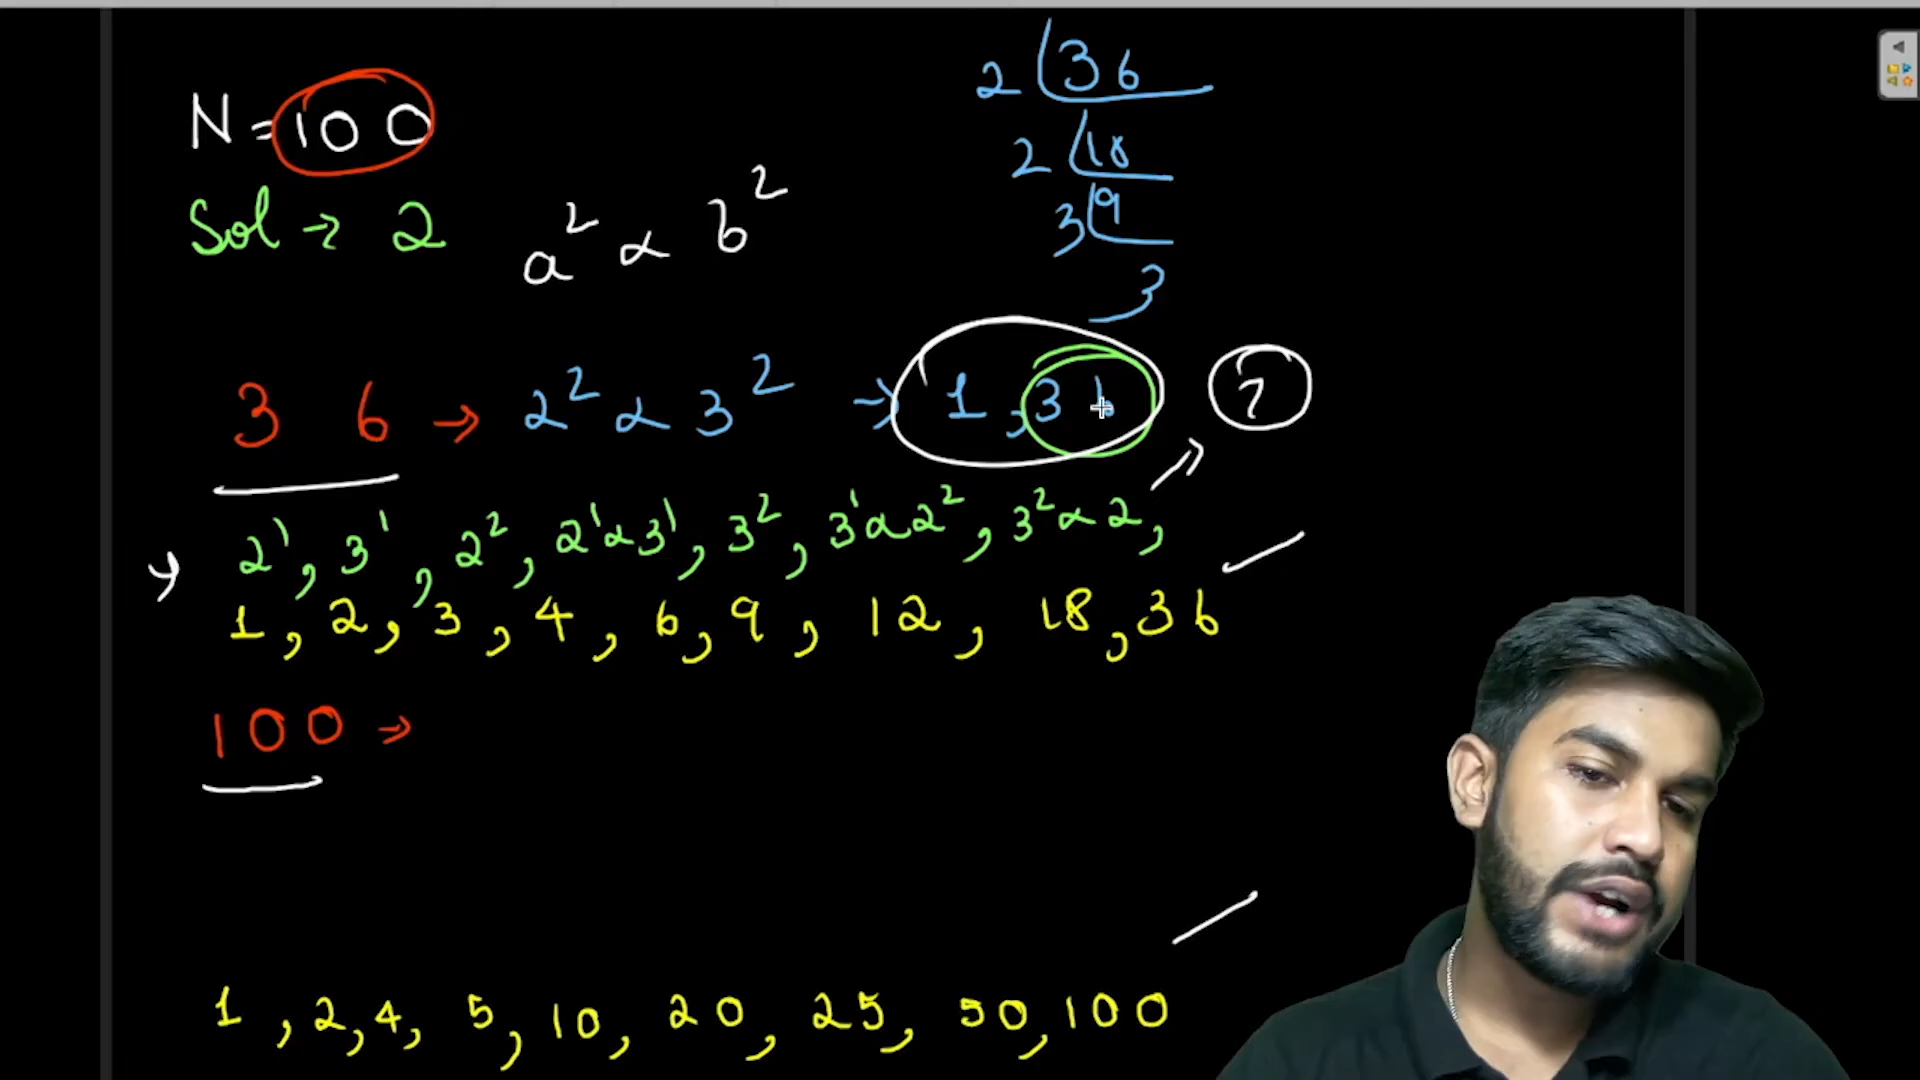 N = 100
Sol → 2
a² × b²
2 36
2 18
3 9
3
36 → 2² × 3² → 1, 36 7
2¹, 3¹, 2², 2¹×3¹, 3², 3¹×2², 3²×2,
1, 2, 3, 4, 6, 9, 12, 18, 36
100 →
1, 2, 4, 5, 10, 20, 25, 50, 100